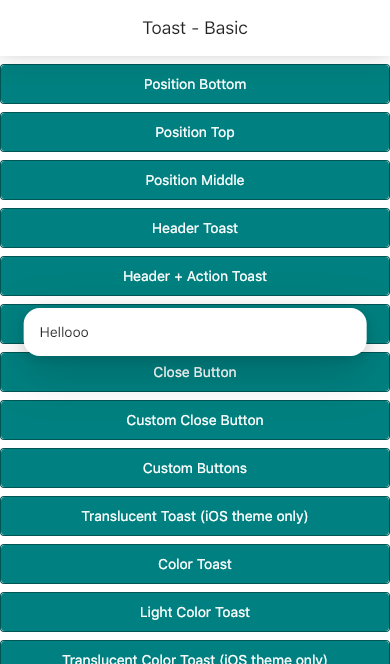 Toast - Basic
Position Bottom
Position Top
Position Middle
Header Toast
Header + Action Toast
Hellooo
Close Button
Custom Close Button
Custom Buttons
Translucent Toast (iOS theme only)
Color Toast
Light Color Toast
Translucent Color Toast (iOS theme only)